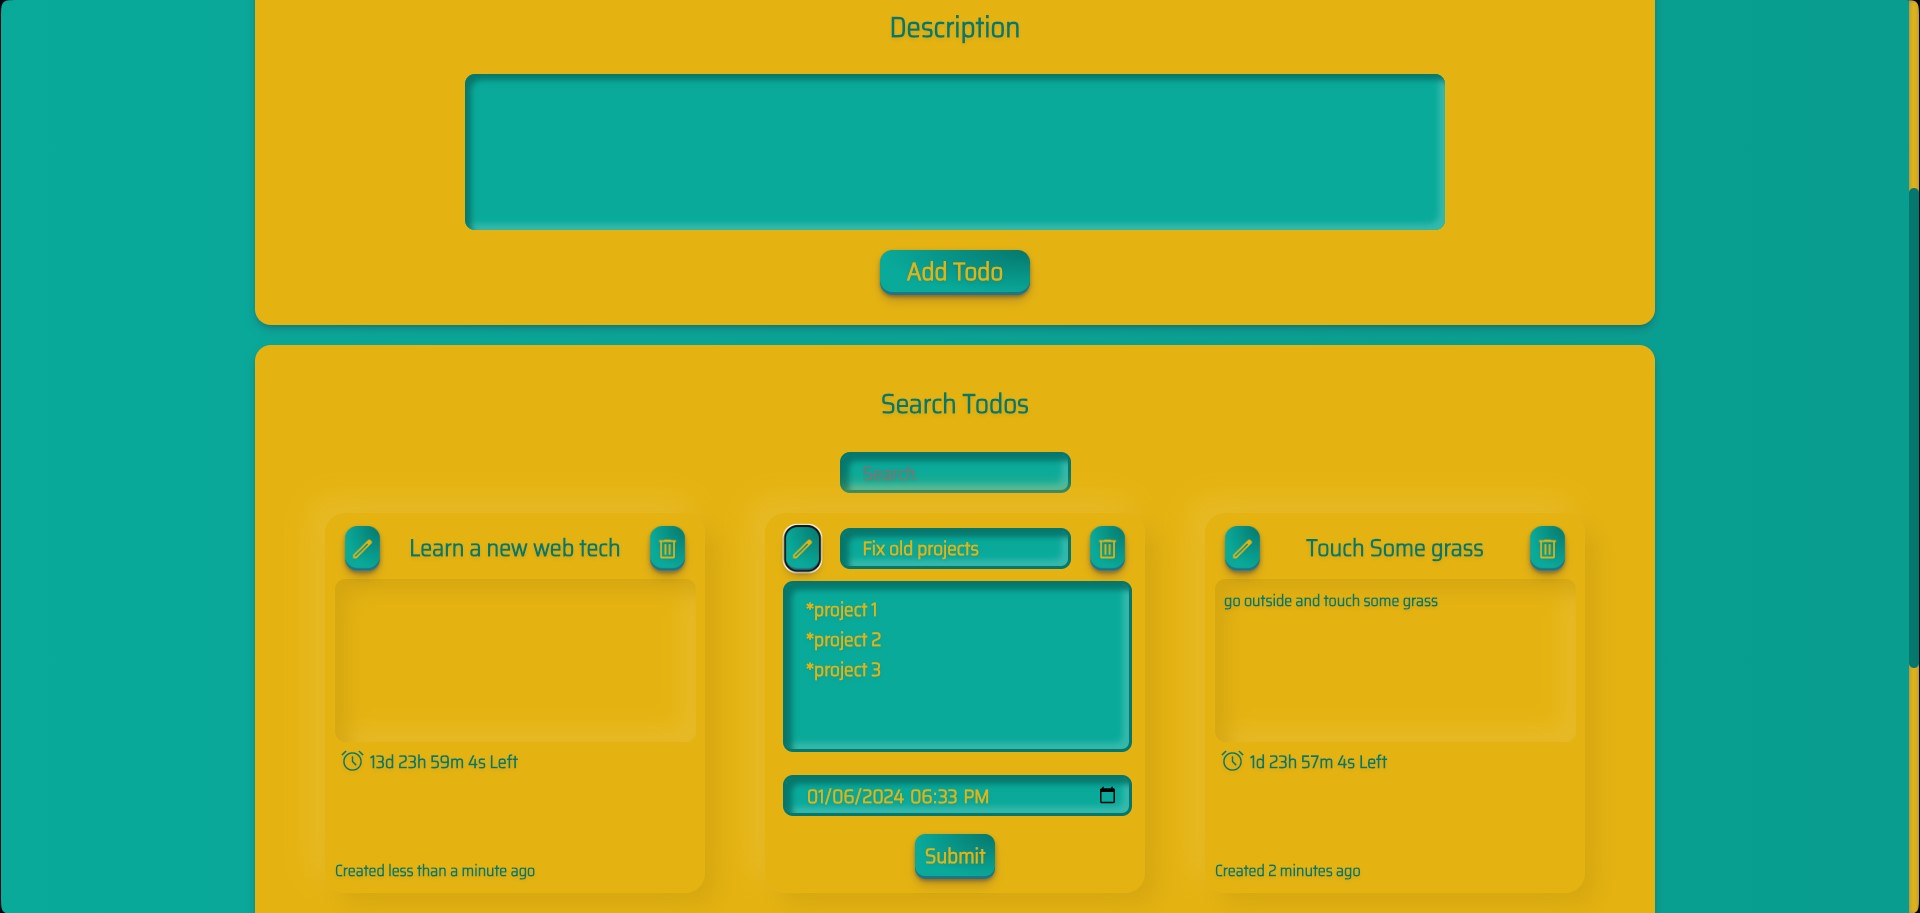 Description
Add Todo
Search Todos
Search
Learn a new web tech
13d 23h 59m 4s Left
Created less than a minute ago
Fix old projects
*project 1
*project 2
*project 3
01/06/2024 06:33 PM
Submit
Touch Some grass
go outside and touch some grass
1d 23h 57m 4s Left
Created 2 minutes ago